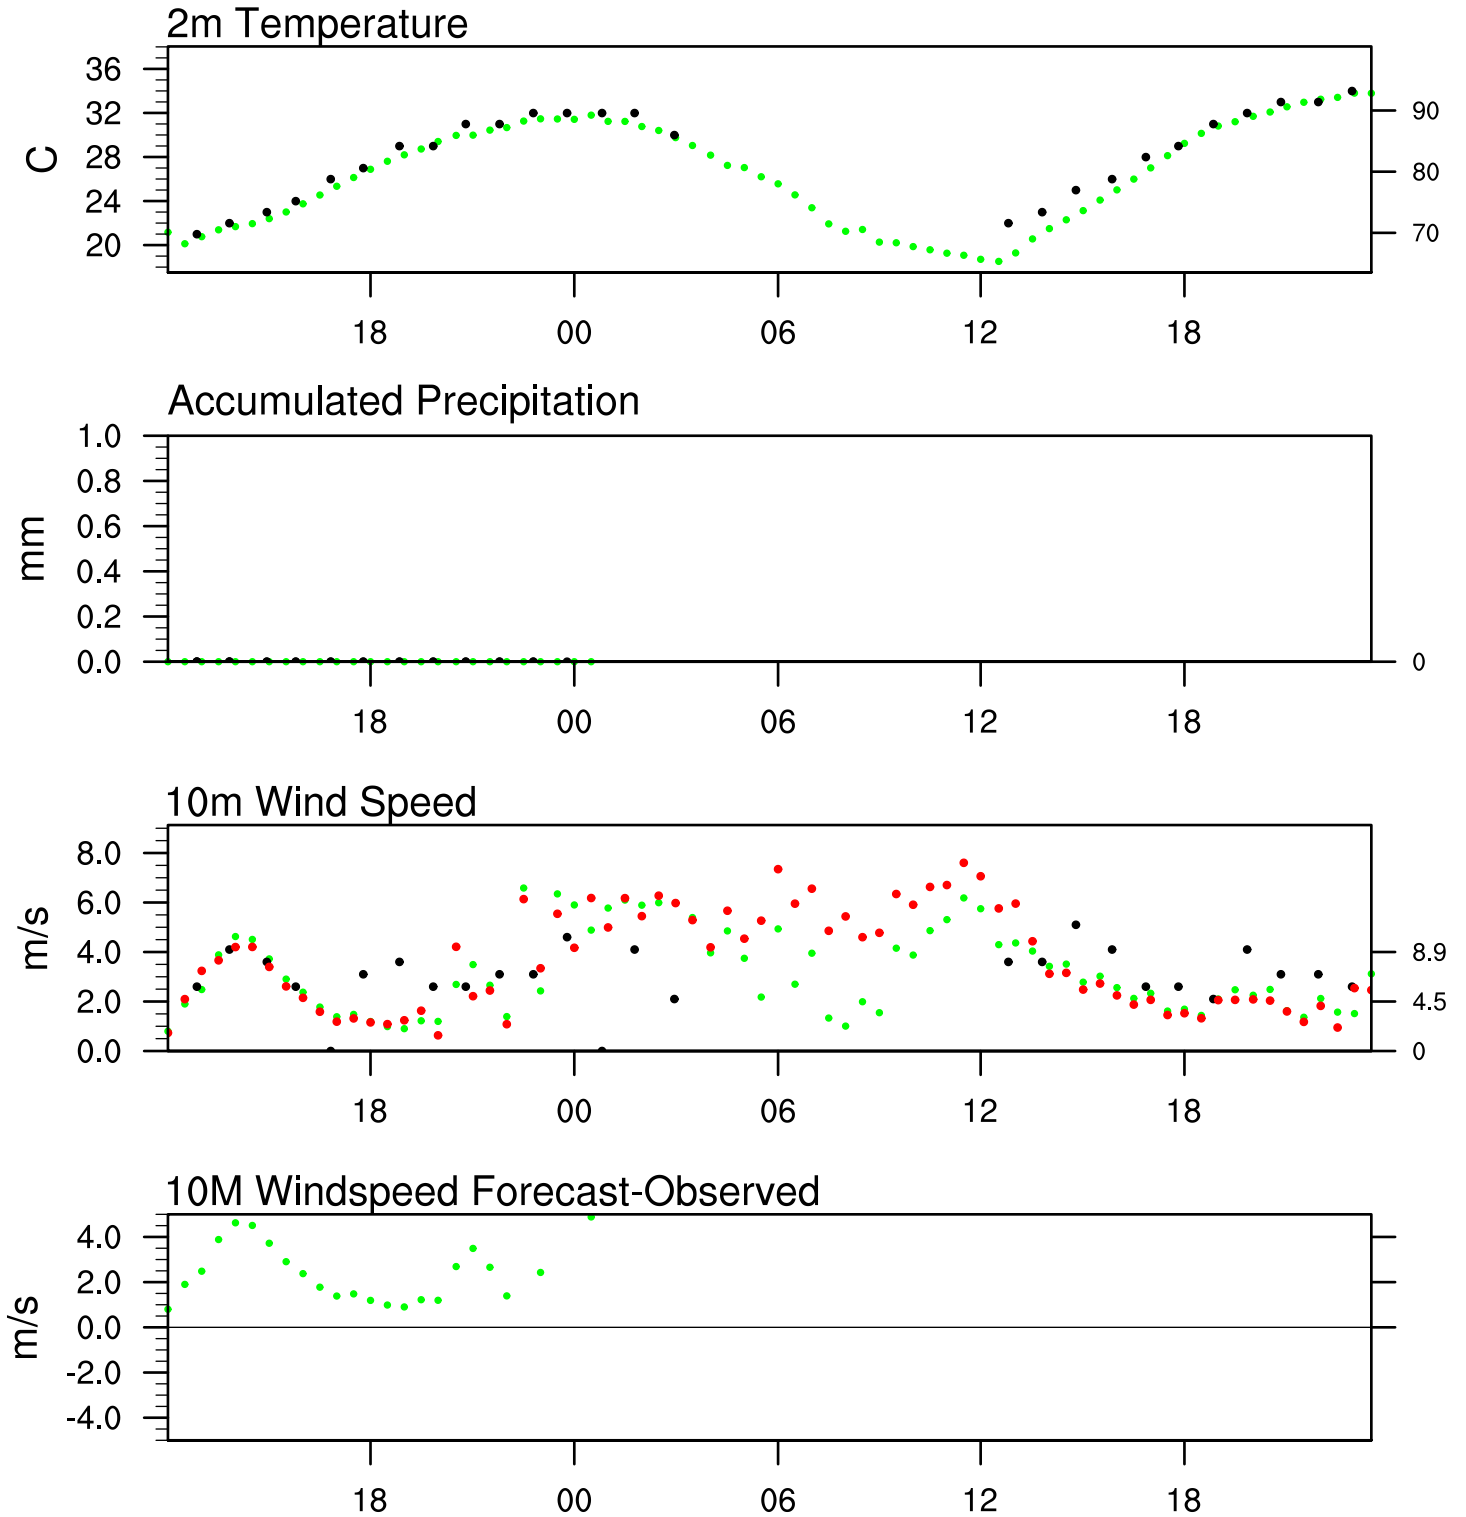 2m Temperature
36
32
28
24
20
C
90
80
70
18 00 06 12 18
Accumulated Precipitation
1.0
0.8
0.6
0.4
0.2
0.0
mm
0
18 00 06 12 18
10m Wind Speed
8.0
6.0
4.0
2.0
0.0
m/s
8.9
4.5
0
18 00 06 12 18
10M Windspeed Forecast-Observed
4.0
2.0
0.0
-2.0
-4.0
m/s
18 00 06 12 18